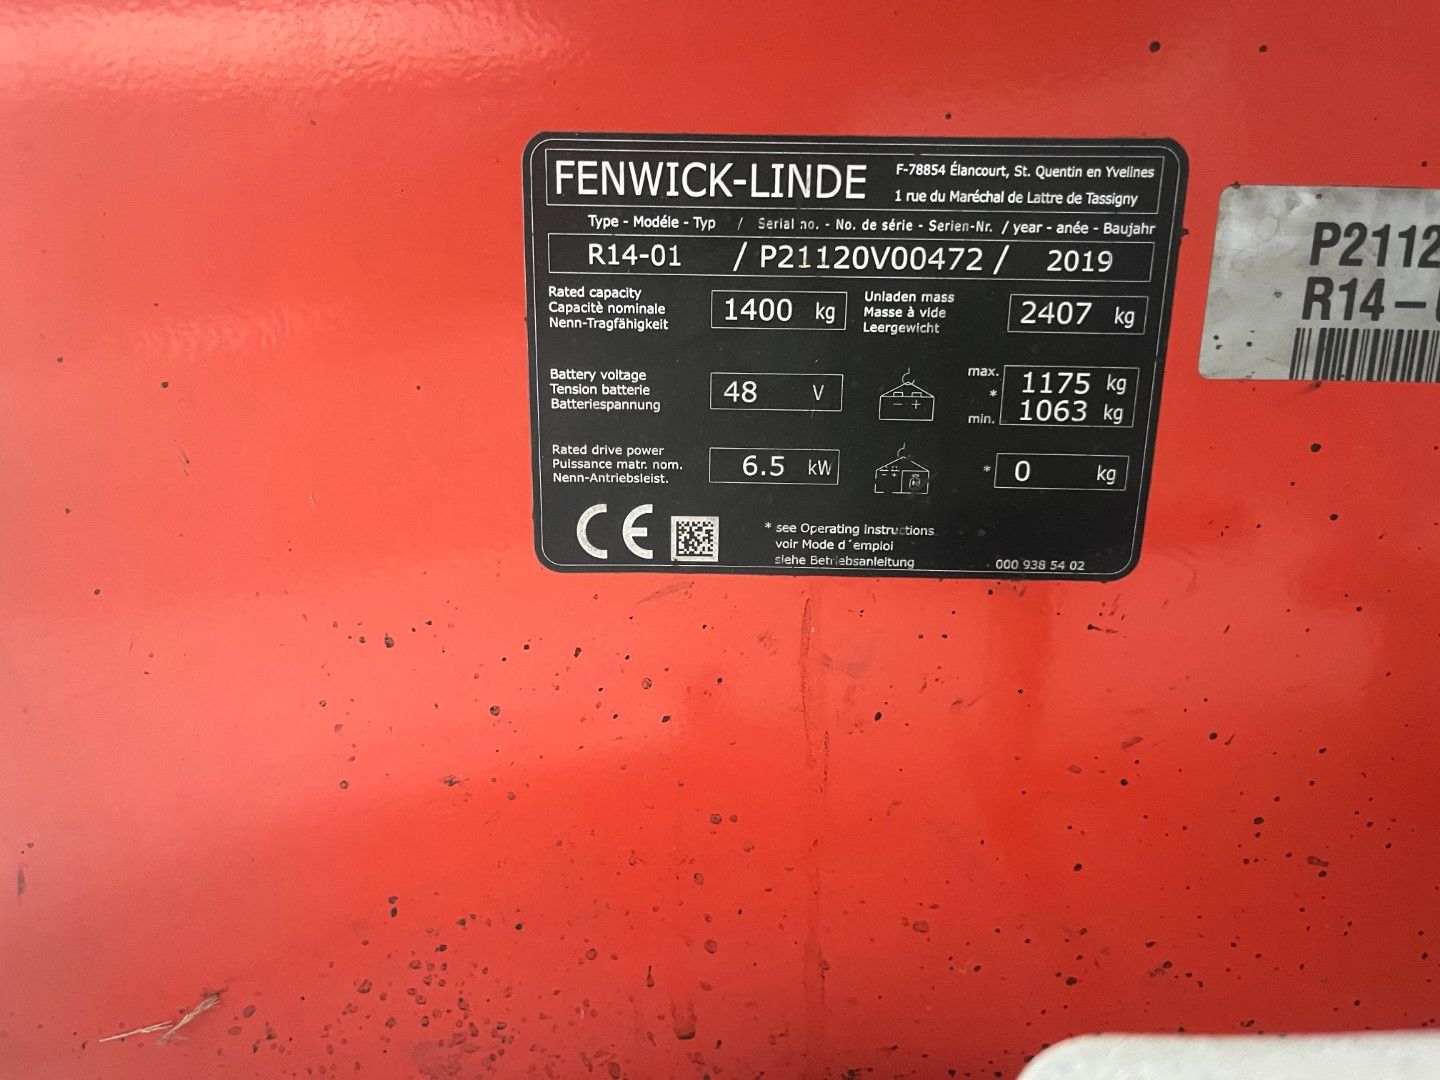 FENWICK-LINDE
F-78854 Élancourt, St. Quentin en Yvelines
1 rue du Maréchal de Lattre de Tassigny
Type - Modéle - Typ / Serial no. - No. de série - Serien-Nr. / year - anée - Baujahr
R14-01 / P21120V00472 / 2019
Rated capacity
Capacitè nominale
Nenn-Tragfähigkeit
1400 kg
Unladen mass
Masse à vide
Leergewicht
2407 kg
Battery voltage
Tension batterie
Batteriespannung
48 V
- +
max.
*
min.
1175 kg
1063 kg
Rated drive power
Puissance matr. nom.
Nenn-Antriebsleist.
6.5 kW
- +
* 0 kg
CE
* see Operating instructions
voir Mode d´emploi
siehe Betriebsanleitung
000 938 54 02
P2112
R14-